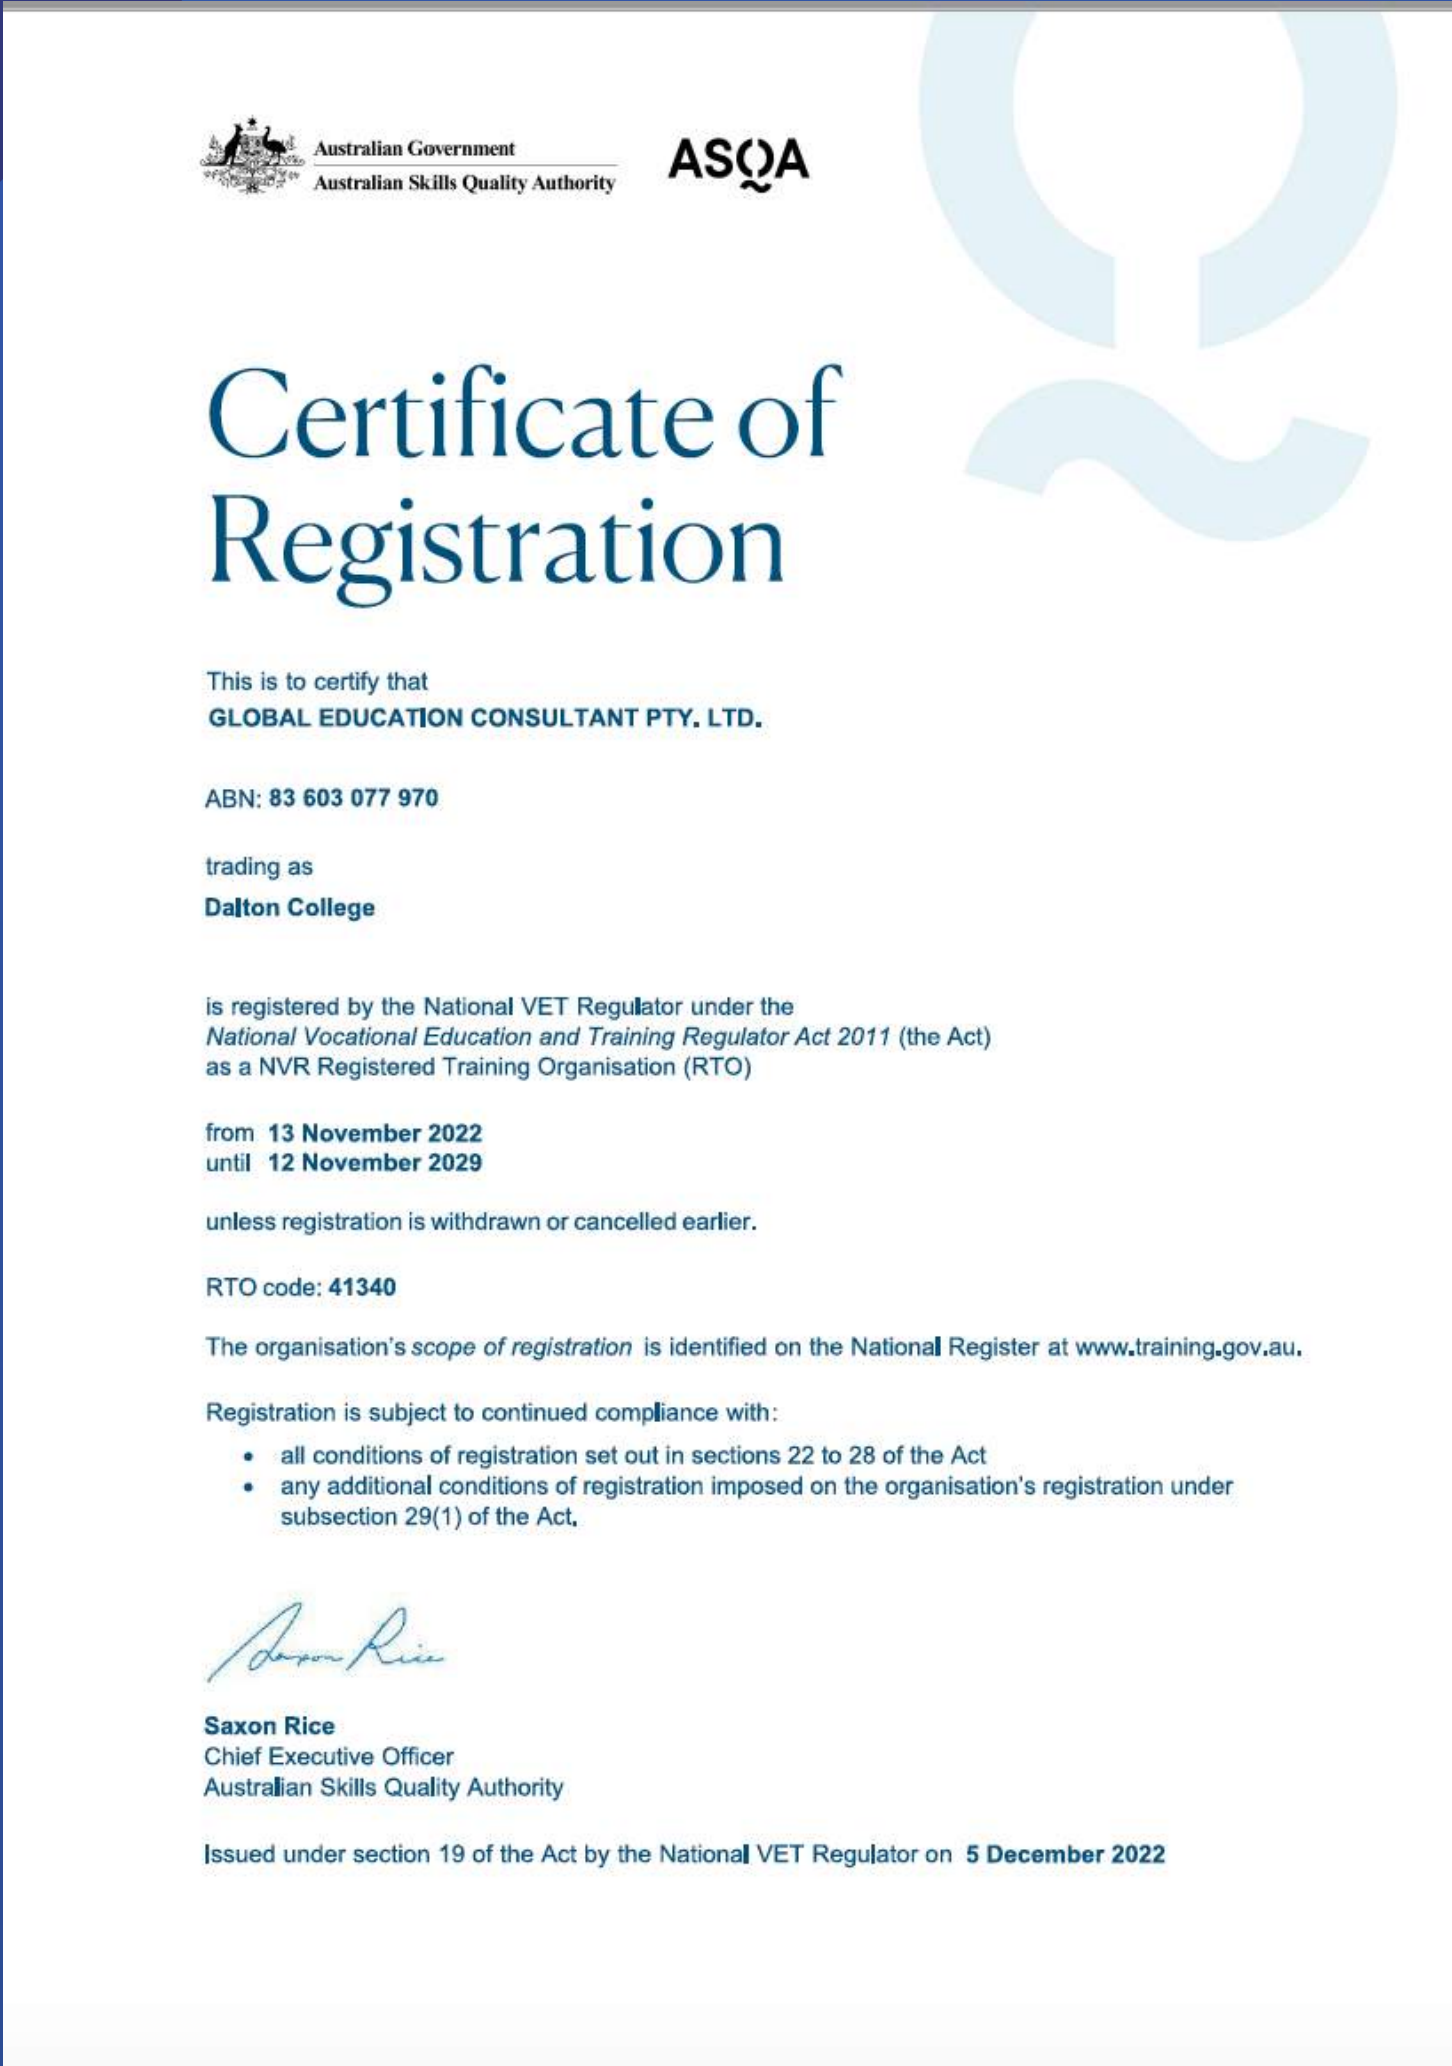 Australian Government
Australian Skills Quality Authority
ASQA
Certificate of
Registration
This is to certify that
GLOBAL EDUCATION CONSULTANT PTY. LTD.
ABN: 83 603 077 970
trading as
Dalton College
is registered by the National VET Regulator under the
National Vocational Education and Training Regulator Act 2011 (the Act)
as a NVR Registered Training Organisation (RTO)
from 13 November 2022
until 12 November 2029
unless registration is withdrawn or cancelled earlier.
RTO code: 41340
The organisation's scope of registration is identified on the National Register at www.training.gov.au.
Registration is subject to continued compliance with:
• all conditions of registration set out in sections 22 to 28 of the Act
• any additional conditions of registration imposed on the organisation's registration under
subsection 29(1) of the Act.
Saxon Rice
Saxon Rice
Chief Executive Officer
Australian Skills Quality Authority
Issued under section 19 of the Act by the National VET Regulator on 5 December 2022